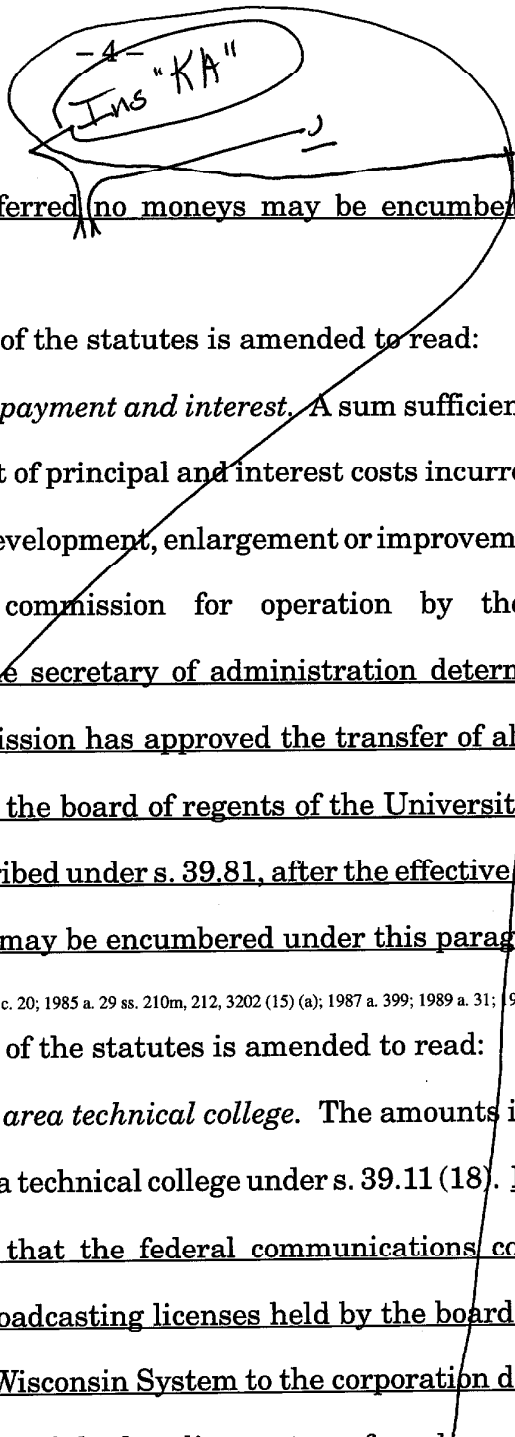 – 4 –
Ins "KA"
ferred no moneys may be encumber
of the statutes is amended to read:
payment and interest. A sum sufficien
t of principal and interest costs incurre
evelopment, enlargement or improvem
commission for operation by the
e secretary of administration determ
ission has approved the transfer of al
the board of regents of the Universit
ribed under s. 39.81, after the effective
may be encumbered under this parag
c. 20; 1985 a. 29 ss. 210m, 212, 3202 (15) (a); 1987 a. 399; 1989 a. 31; 19
of the statutes is amended to read:
area technical college. The amounts i
a technical college under s. 39.11 (18). I
that the federal communications co
oadcasting licenses held by the board
Wisconsin System to the corporation d